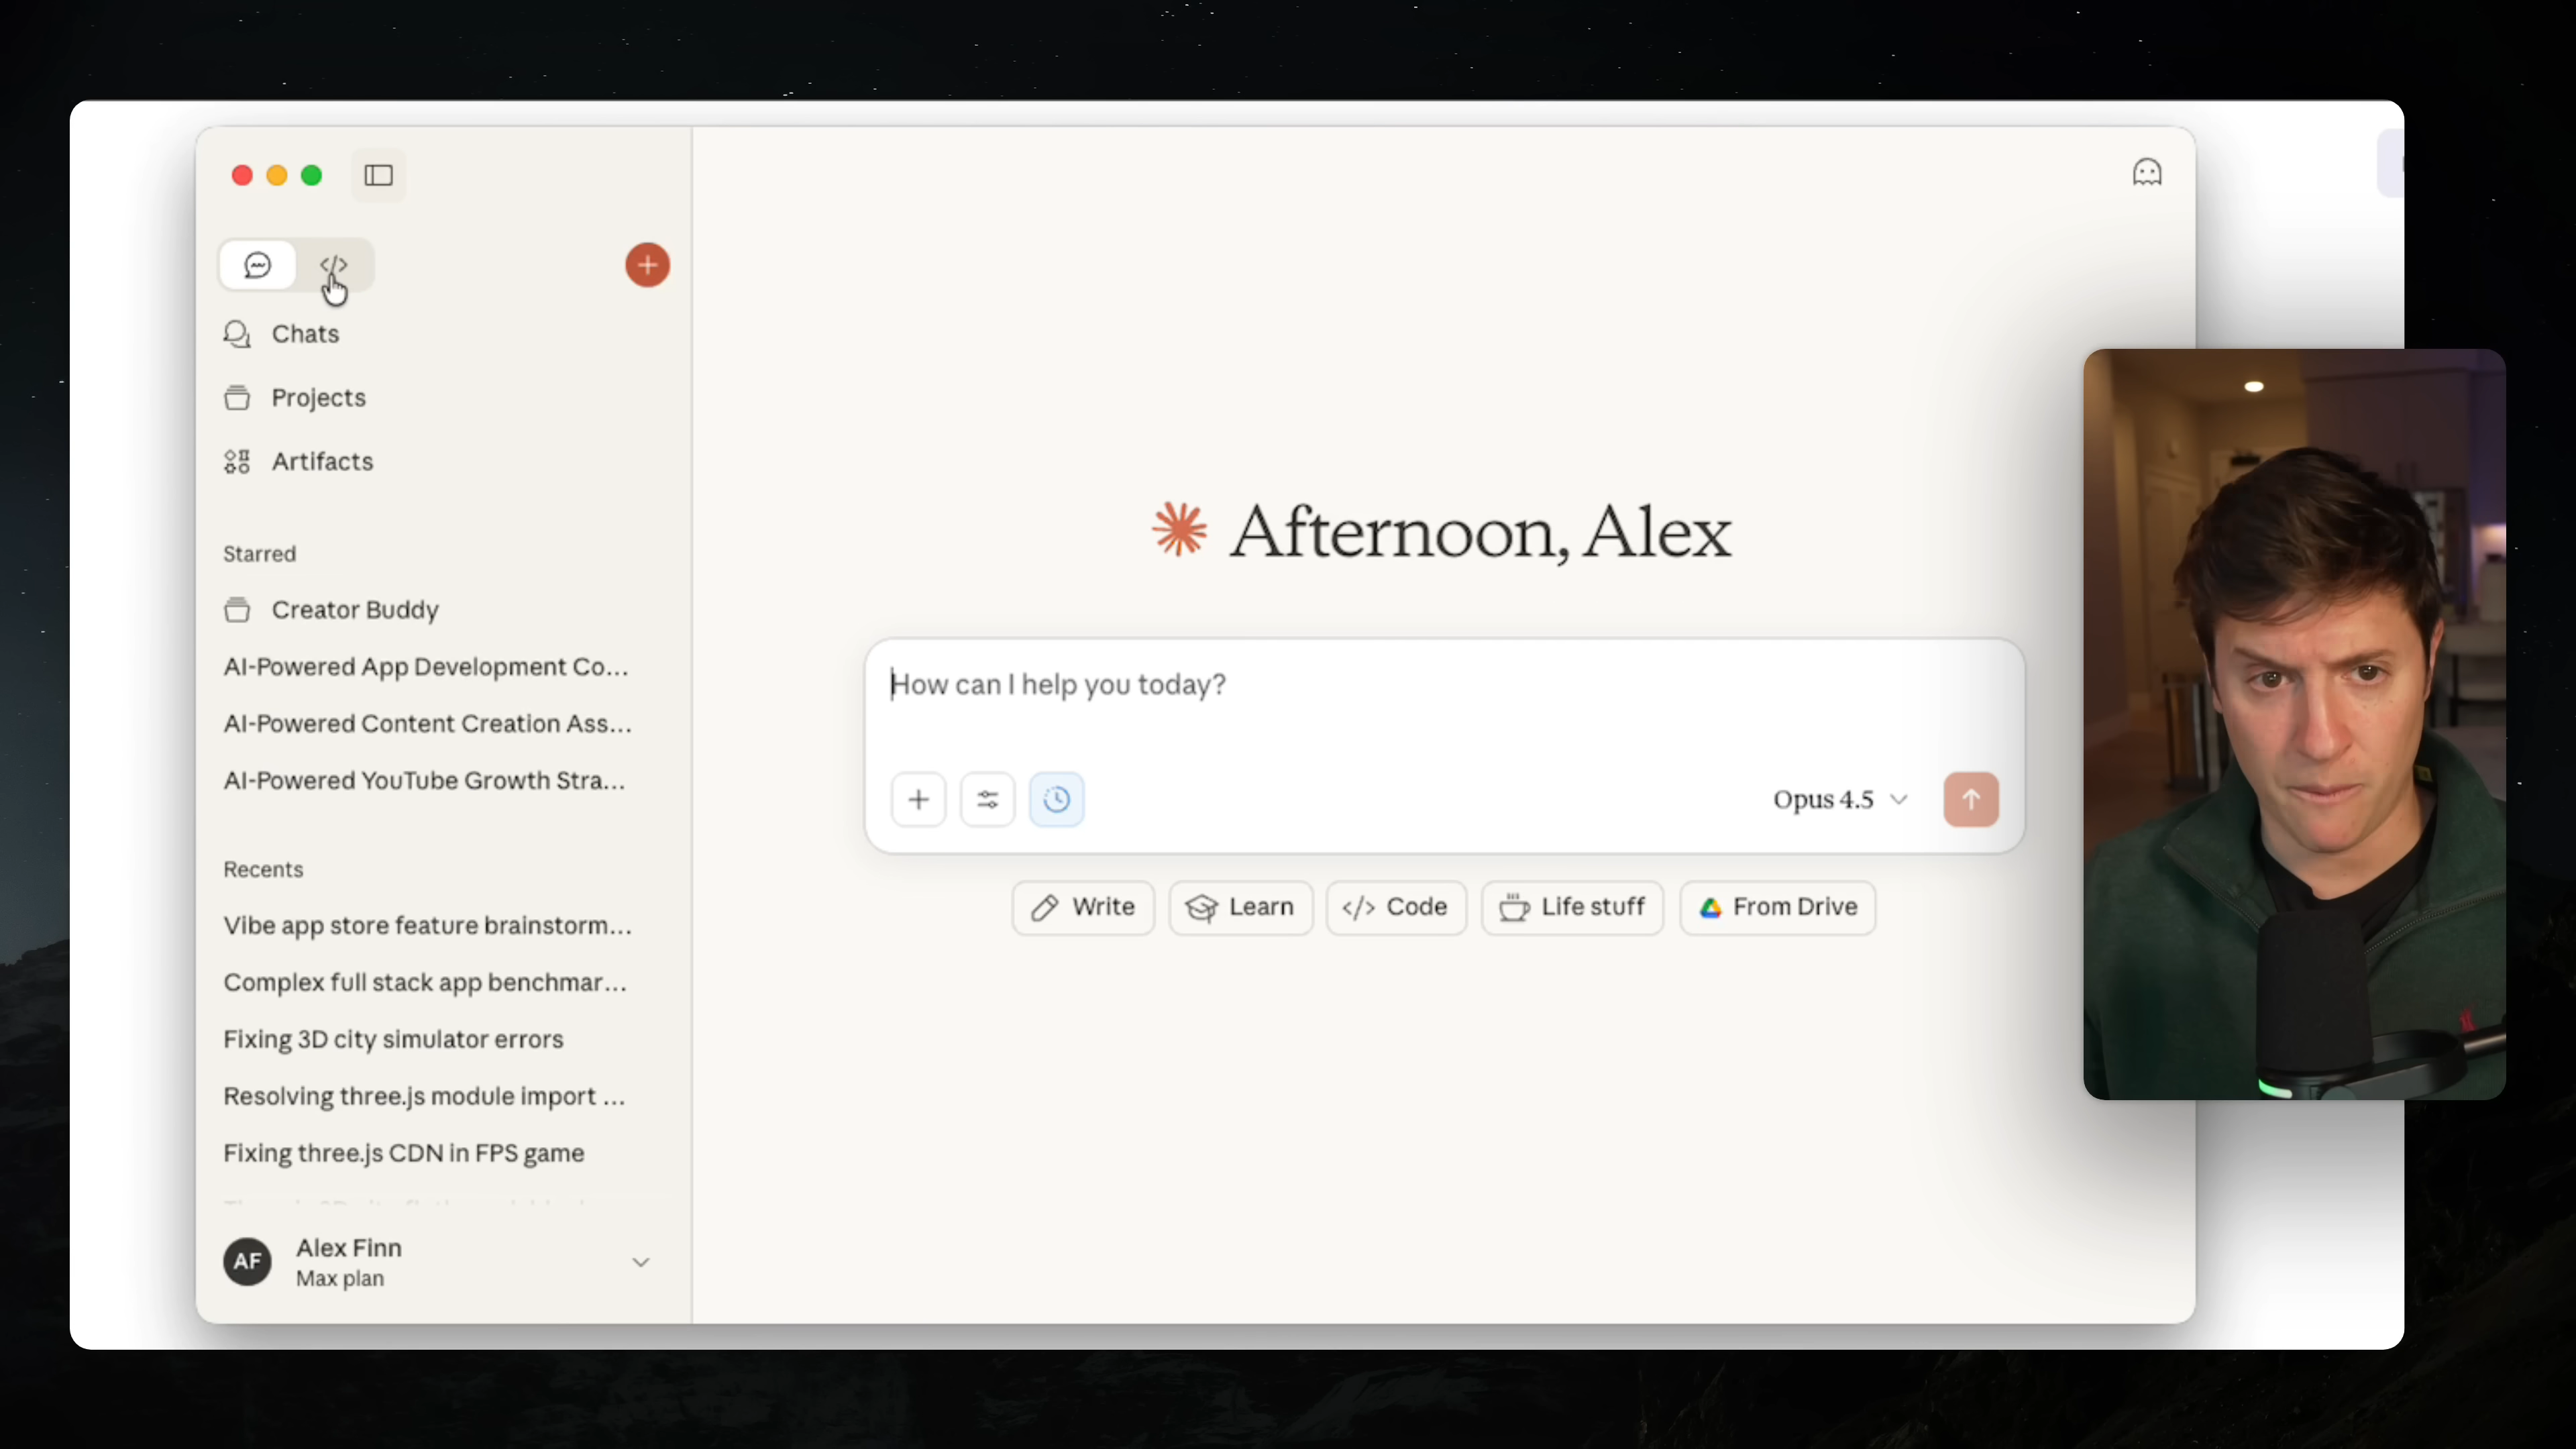 Chats
Projects
Artifacts
Starred
Creator Buddy
AI-Powered App Development Co...
AI-Powered Content Creation Ass...
AI-Powered YouTube Growth Stra...
Recents
Vibe app store feature brainstorm...
Complex full stack app benchmar...
Fixing 3D city simulator errors
Resolving three.js module import ...
Fixing three.js CDN in FPS game
AF
Alex Finn
Max plan
Afternoon, Alex
How can I help you today?
Opus 4.5
Write
Learn
</> Code
Life stuff
From Drive